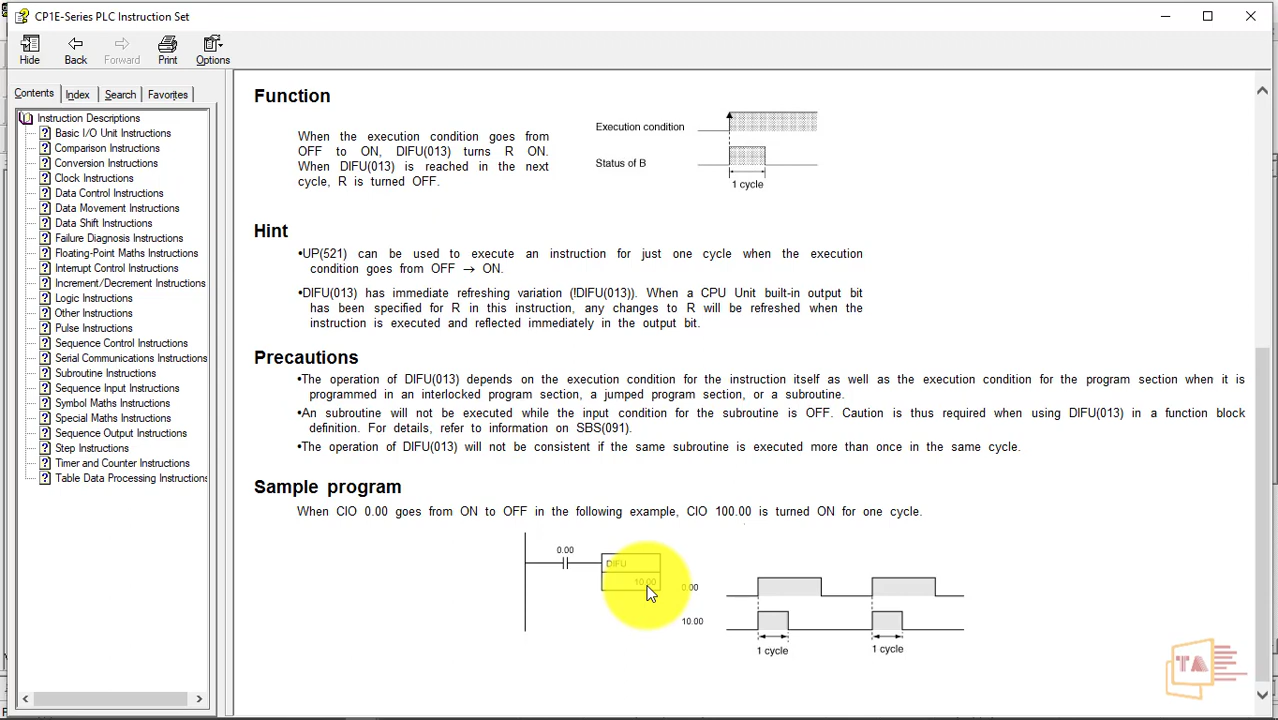 CP1E-Series PLC Instruction Set
Hide
Back
Forward
Print
Options
Contents
Index
Search
Favorites
Instruction Descriptions
Basic I/O Unit Instructions
Comparison Instructions
Conversion Instructions
Clock Instructions
Data Control Instructions
Data Movement Instructions
Data Shift Instructions
Failure Diagnosis Instructions
Floating-Point Maths Instructions
Interrupt Control Instructions
Increment/Decrement Instructions
Logic Instructions
Other Instructions
Pulse Instructions
Sequence Control Instructions
Serial Communications Instructions
Subroutine Instructions
Sequence Input Instructions
Symbol Maths Instructions
Special Maths Instructions
Sequence Output Instructions
Step Instructions
Timer and Counter Instructions
Table Data Processing Instructions
Function
When the execution condition goes from
OFF to ON, DIFU(013) turns R ON.
When DIFU(013) is reached in the next
cycle, R is turned OFF.
Execution condition
Status of B
1 cycle
Hint
•UP(521) can be used to execute an instruction for just one cycle when the execution
condition goes from OFF → ON.
•DIFU(013) has immediate refreshing variation (!DIFU(013)). When a CPU Unit built-in output bit
has been specified for R in this instruction, any changes to R will be refreshed when the
instruction is executed and reflected immediately in the output bit.
Precautions
•The operation of DIFU(013) depends on the execution condition for the instruction itself as well as the execution condition for the program section when it is
programmed in an interlocked program section, a jumped program section, or a subroutine.
•An subroutine will not be executed while the input condition for the subroutine is OFF. Caution is thus required when using DIFU(013) in a function block
definition. For details, refer to information on SBS(091).
•The operation of DIFU(013) will not be consistent if the same subroutine is executed more than once in the same cycle.
Sample program
When CIO 0.00 goes from ON to OFF in the following example, CIO 100.00 is turned ON for one cycle.
0.00
DIFU
10.00
0.00
10.00
1 cycle
1 cycle
TA